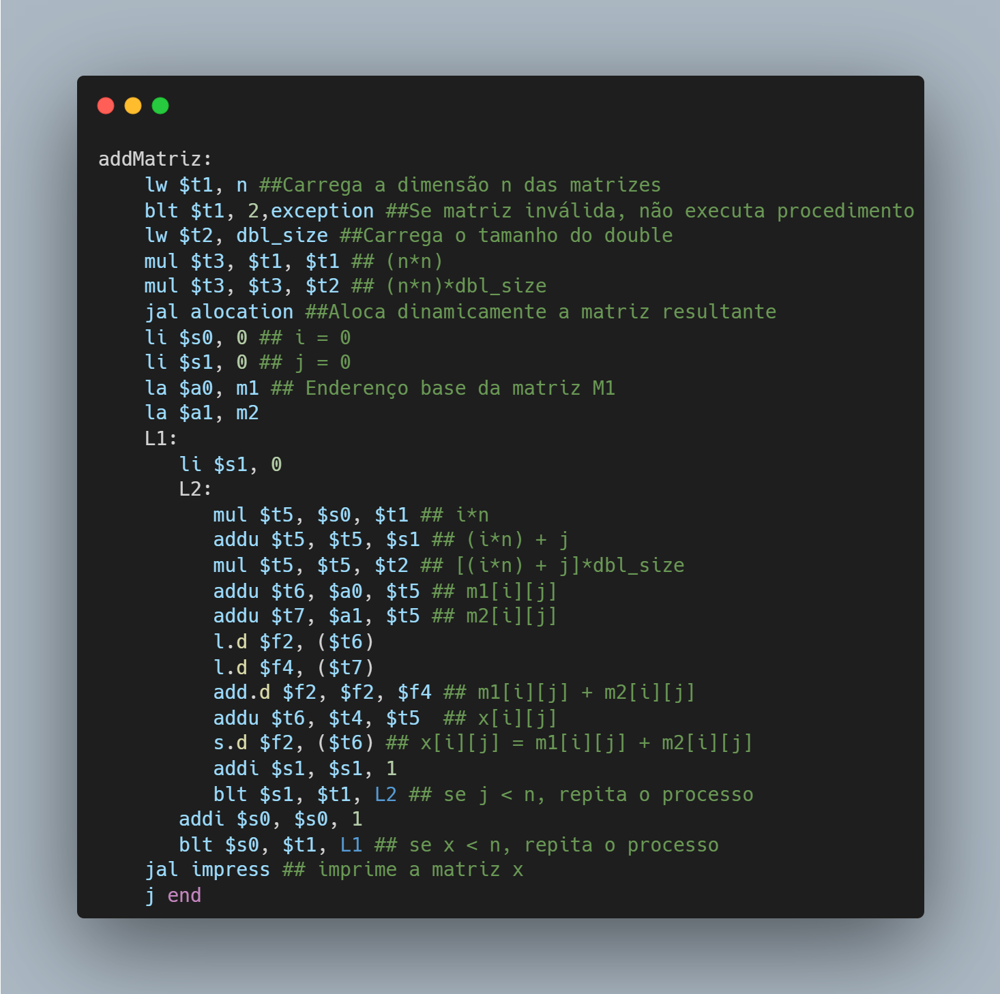 addMatriz:
    lw $t1, n ##Carrega a dimensão n das matrizes
    blt $t1, 2,exception ##Se matriz inválida, não executa procedimento
    lw $t2, dbl_size ##Carrega o tamanho do double
    mul $t3, $t1, $t1 ## (n*n)
    mul $t3, $t3, $t2 ## (n*n)*dbl_size
    jal alocation ##Aloca dinamicamente a matriz resultante
    li $s0, 0 ## i = 0
    li $s1, 0 ## j = 0
    la $a0, m1 ## Enderenço base da matriz M1
    la $a1, m2
    L1:
       li $s1, 0
       L2:
          mul $t5, $s0, $t1 ## i*n
          addu $t5, $t5, $s1 ## (i*n) + j
          mul $t5, $t5, $t2 ## [(i*n) + j]*dbl_size
          addu $t6, $a0, $t5 ## m1[i][j]
          addu $t7, $a1, $t5 ## m2[i][j]
          l.d $f2, ($t6)
          l.d $f4, ($t7)
          add.d $f2, $f2, $f4 ## m1[i][j] + m2[i][j]
          addu $t6, $t4, $t5  ## x[i][j]
          s.d $f2, ($t6) ## x[i][j] = m1[i][j] + m2[i][j]
          addi $s1, $s1, 1
          blt $s1, $t1, L2 ## se j < n, repita o processo
       addi $s0, $s0, 1
       blt $s0, $t1, L1 ## se x < n, repita o processo
    jal impress ## imprime a matriz x
    j end